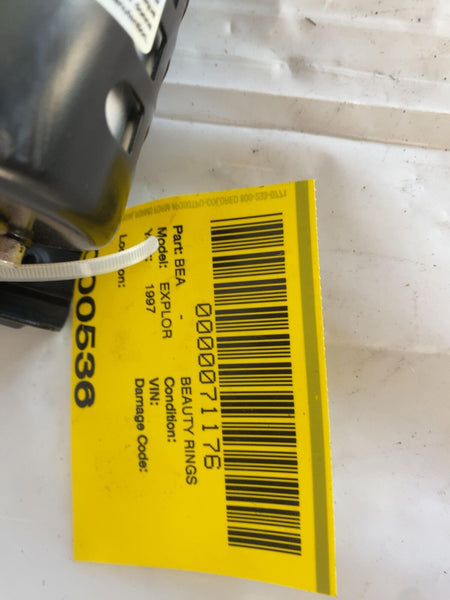 0000071176
Part: BEA - BEAUTY RINGS
Model: EXPLOR Condition:
1997 VIN:
Damage Code:
00536